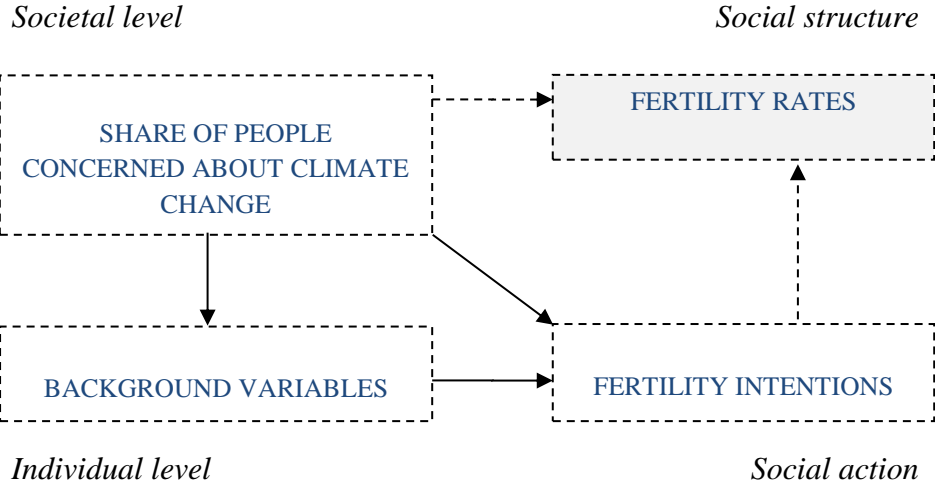 Societal level
Social structure
FERTILITY RATES
SHARE OF PEOPLE
CONCERNED ABOUT CLIMATE
CHANGE
BACKGROUND VARIABLES
FERTILITY INTENTIONS
Individual level
Social action